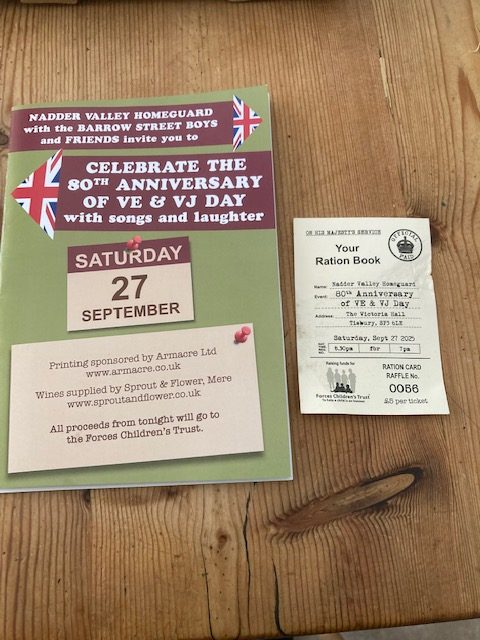 NADDER VALLEY HOMEGUARD
with the BARROW STREET BOYS
and FRIENDS invite you to
CELEBRATE THE
80TH ANNIVERSARY
OF VE & VJ DAY
with songs and laughter
SATURDAY
27
SEPTEMBER
Printing sponsored by Armacre Ltd
www.armacre.co.uk
Wines supplied by Sprout & Flower, Mere
www.sproutandflower.co.uk
All proceeds from tonight will go to
the Forces Children's Trust.
ON HIS MAJESTY'S SERVICE
OFFICIAL
PAID
Your
Ration Book
Name: Nadder Valley Homeguard
Event: 80th Anniversary
of VE & VJ Day
Address: The Victoria Hall
Tisbury, SP3
Saturday, Sept 27 2025
6.30pm for 7pm
Raising funds for
Forces Children's Trust
RATION CARD
RAFFLE No.
0056
£5 per ticket